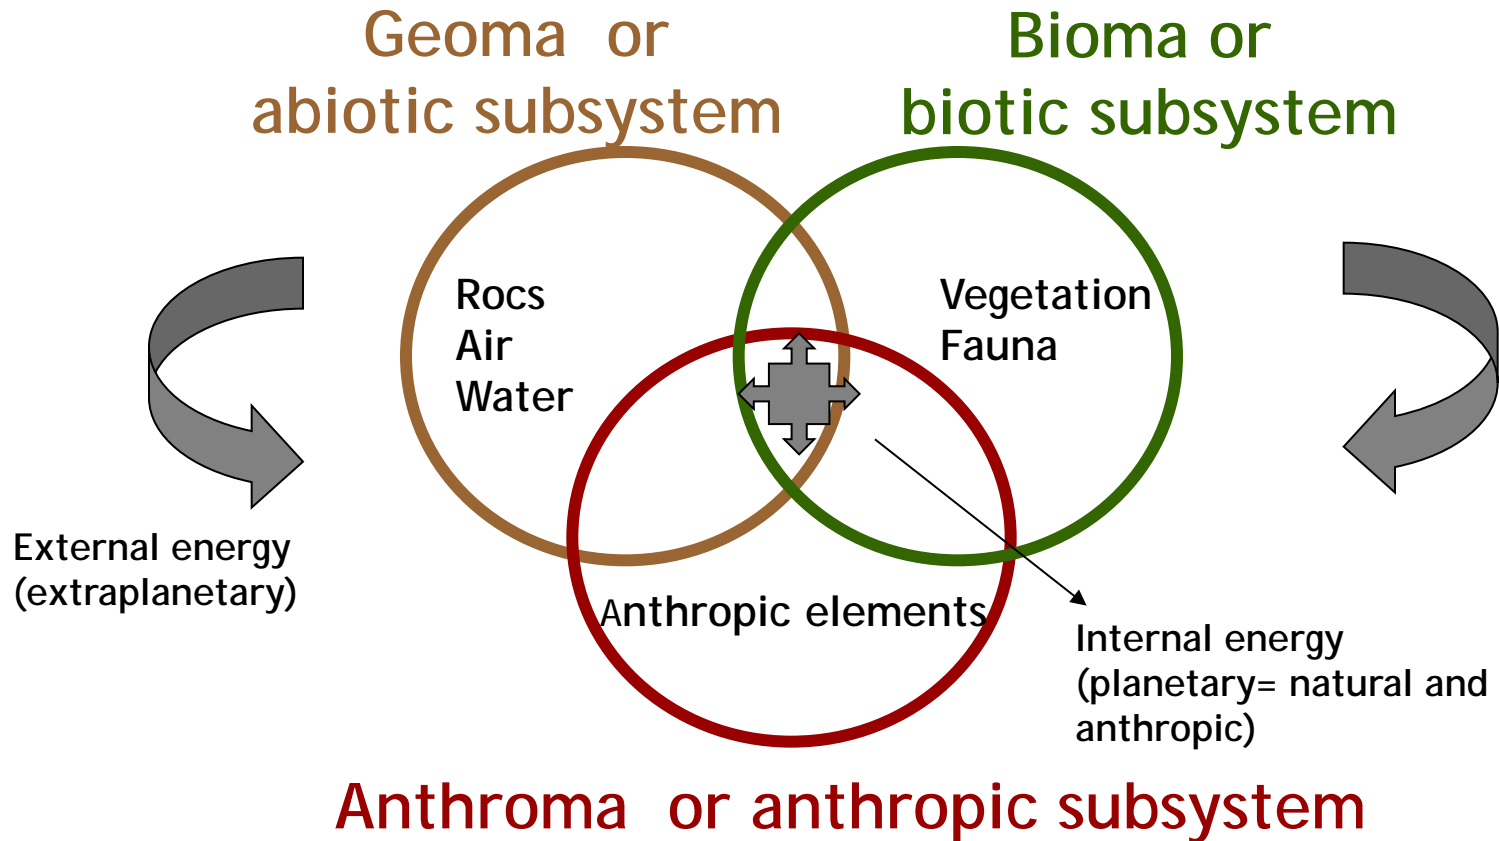 Geoma or
abiotic subsystem
Bioma or
biotic subsystem
Rocs
Air
Water
Vegetation
Fauna
External energy
(extraplanetary)
Anthropic elements
Internal energy
(planetary= natural and
anthropic)
Anthroma or anthropic subsystem